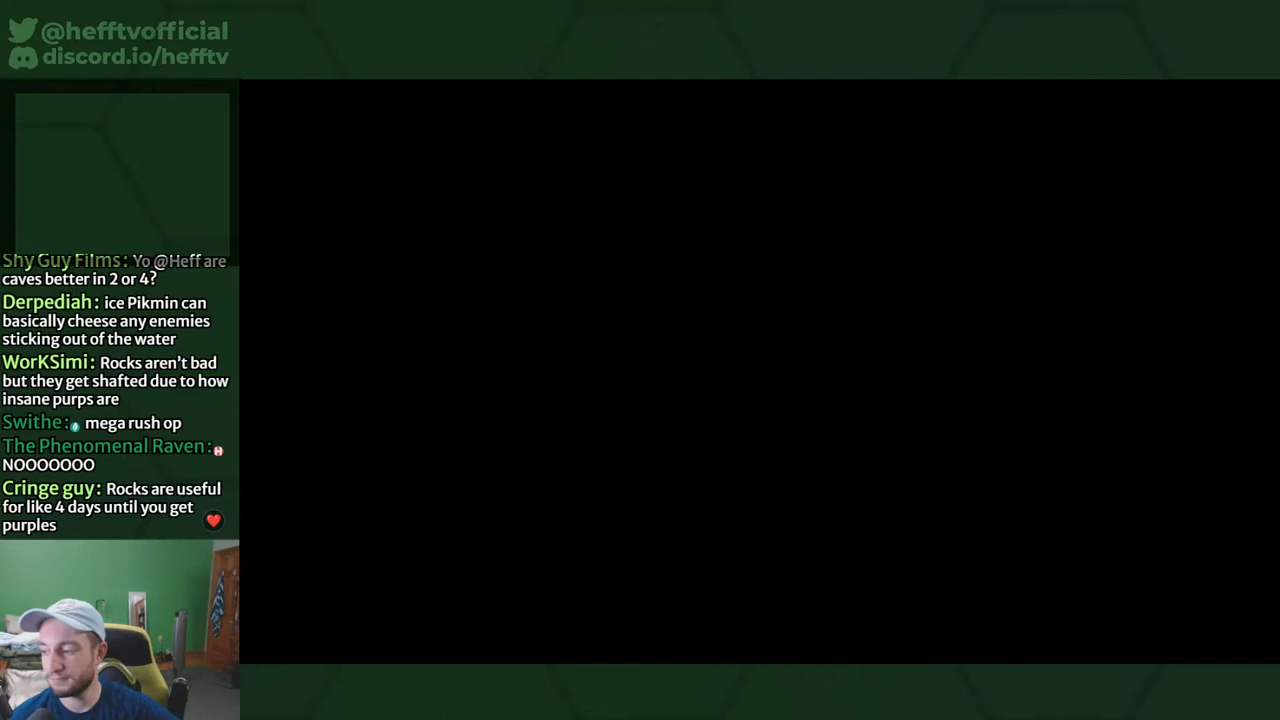 @hefftvofficial
discord.io/hefftv
Shy Guy Films: Yo @Heff are
caves better in 2 or 4?
Derpediah: ice Pikmin can
basically cheese any enemies
sticking out of the water
WorKSimi: Rocks aren’t bad
but they get shafted due to how
insane purps are
Swithe: mega rush op
The Phenomenal Raven:
NOOOOOOO
Cringe guy: Rocks are useful
for like 4 days until you get
purples